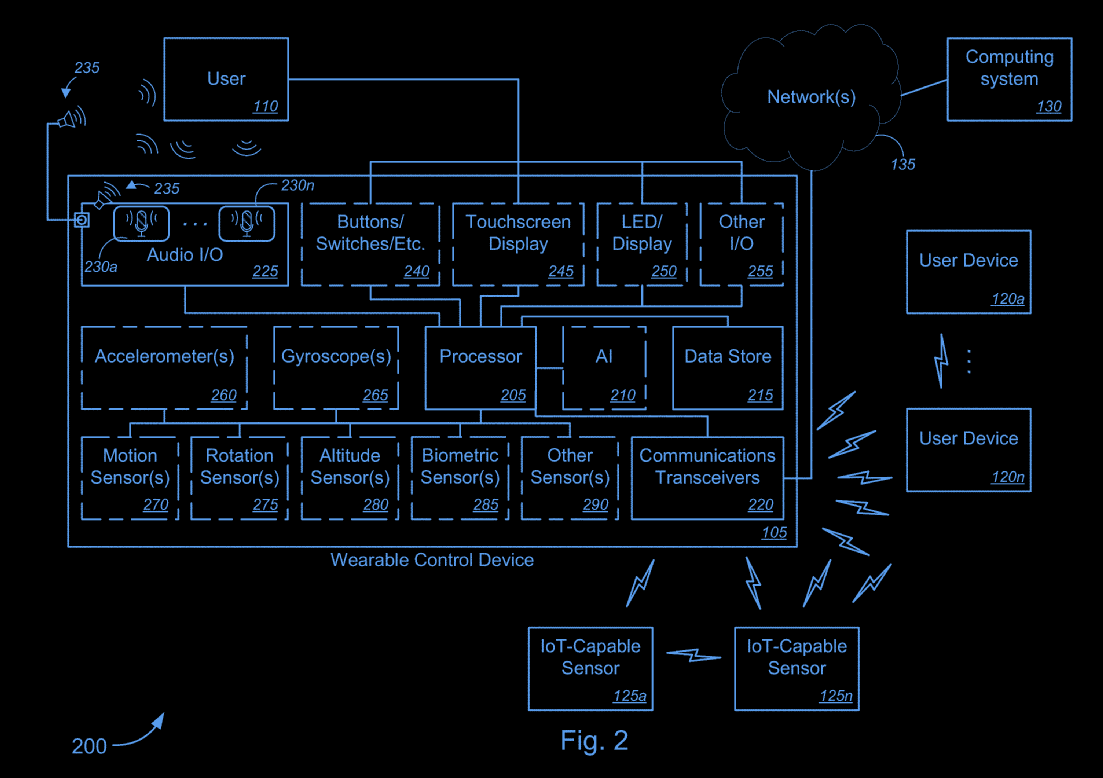 235
User
110
Network(s)
135
Computing
system
130
235
230n
230a
Audio I/O
225
Buttons/
Switches/Etc.
240
Touchscreen
Display
245
LED/
Display
250
Other
I/O
255
User Device
120a
Accelerometer(s)
260
Gyroscope(s)
265
Processor
205
AI
210
Data Store
215
User Device
120n
Motion
Sensor(s)
270
Rotation
Sensor(s)
275
Altitude
Sensor(s)
280
Biometric
Sensor(s)
285
Other
Sensor(s)
290
Communications
Transceivers
220
105
Wearable Control Device
IoT-Capable
Sensor
125a
IoT-Capable
Sensor
125n
200
Fig. 2